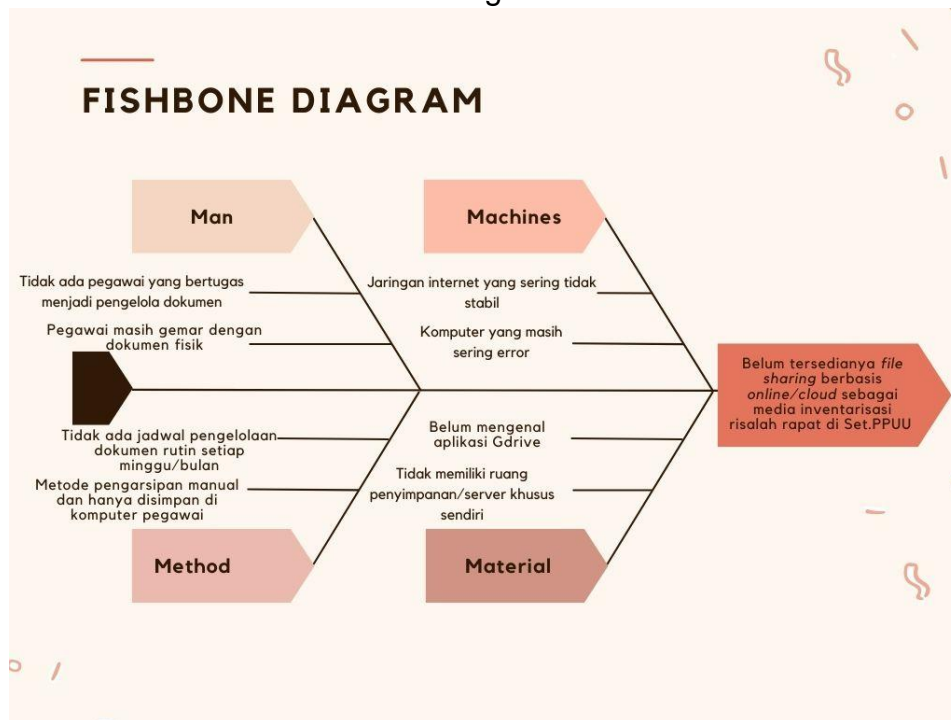 FISHBONE DIAGRAM
Man
Machines
Tidak ada pegawai yang bertugas
menjadi pengelola dokumen
Pegawai masih gemar dengan
dokumen fisik
Jaringan internet yang sering tidak
stabil
Komputer yang masih
sering error
Belum tersedianya file
sharing berbasis
online/cloud sebagai
media inventarisasi
risalah rapat di Set.PPUU
Tidak ada jadwal pengelolaan
dokumen rutin setiap
minggu/bulan
Metode pengarsipan manual
dan hanya disimpan di
komputer pegawai
Belum mengenal
aplikasi Gdrive
Tidak memiliki ruang
penyimpanan/server khusus
sendiri
Method
Material